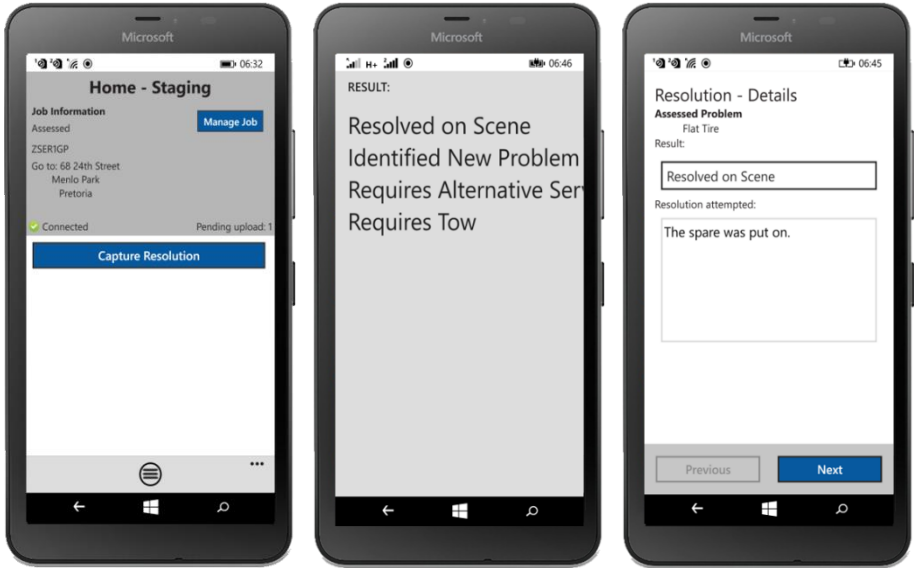 Microsoft
06:32
Home - Staging
Job Information
Assessed
Manage Job
ZSER1GP
Go to: 68 24th Street
Menlo Park
Pretoria
Connected
Pending upload: 1
Capture Resolution
Microsoft
H+
06:46
RESULT:
Resolved on Scene
Identified New Problem
Requires Alternative Ser
Requires Tow
Microsoft
06:45
Resolution - Details
Assessed Problem
Flat Tire
Result:
Resolved on Scene
Resolution attempted:
The spare was put on.
Previous
Next